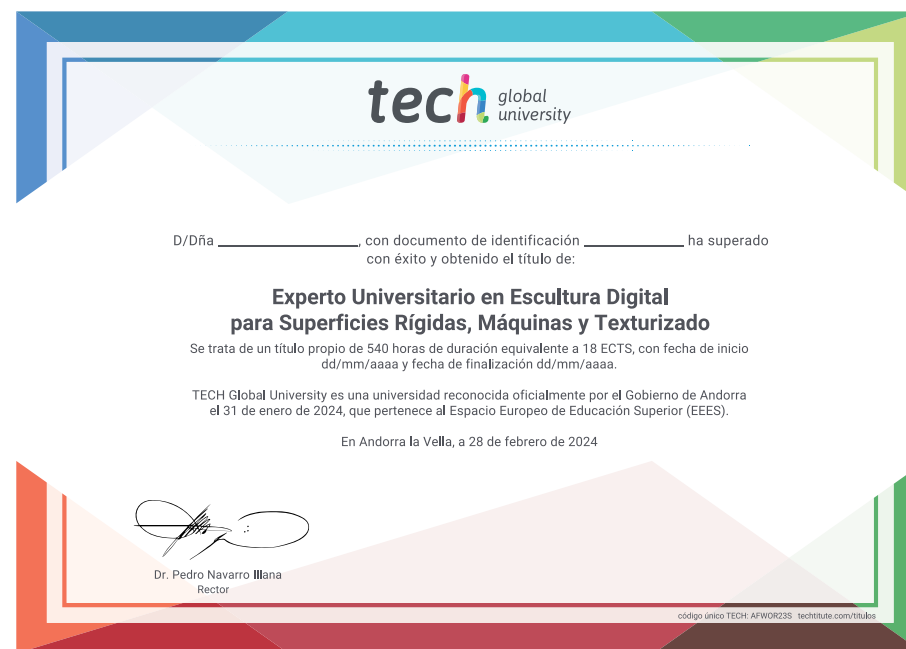 tech global university
D/Dña ____________________, con documento de identificación ______________ ha superado
con éxito y obtenido el título de:
Experto Universitario en Escultura Digital
para Superficies Rígidas, Máquinas y Texturizado
Se trata de un título propio de 540 horas de duración equivalente a 18 ECTS, con fecha de inicio
dd/mm/aaaa y fecha de finalización dd/mm/aaaa.
TECH Global University es una universidad reconocida oficialmente por el Gobierno de Andorra
el 31 de enero de 2024, que pertenece al Espacio Europeo de Educación Superior (EEES).
En Andorra la Vella, a 28 de febrero de 2024
Dr. Pedro Navarro Illana
Rector
código único TECH: AFWOR23S techtitute.com/titulos